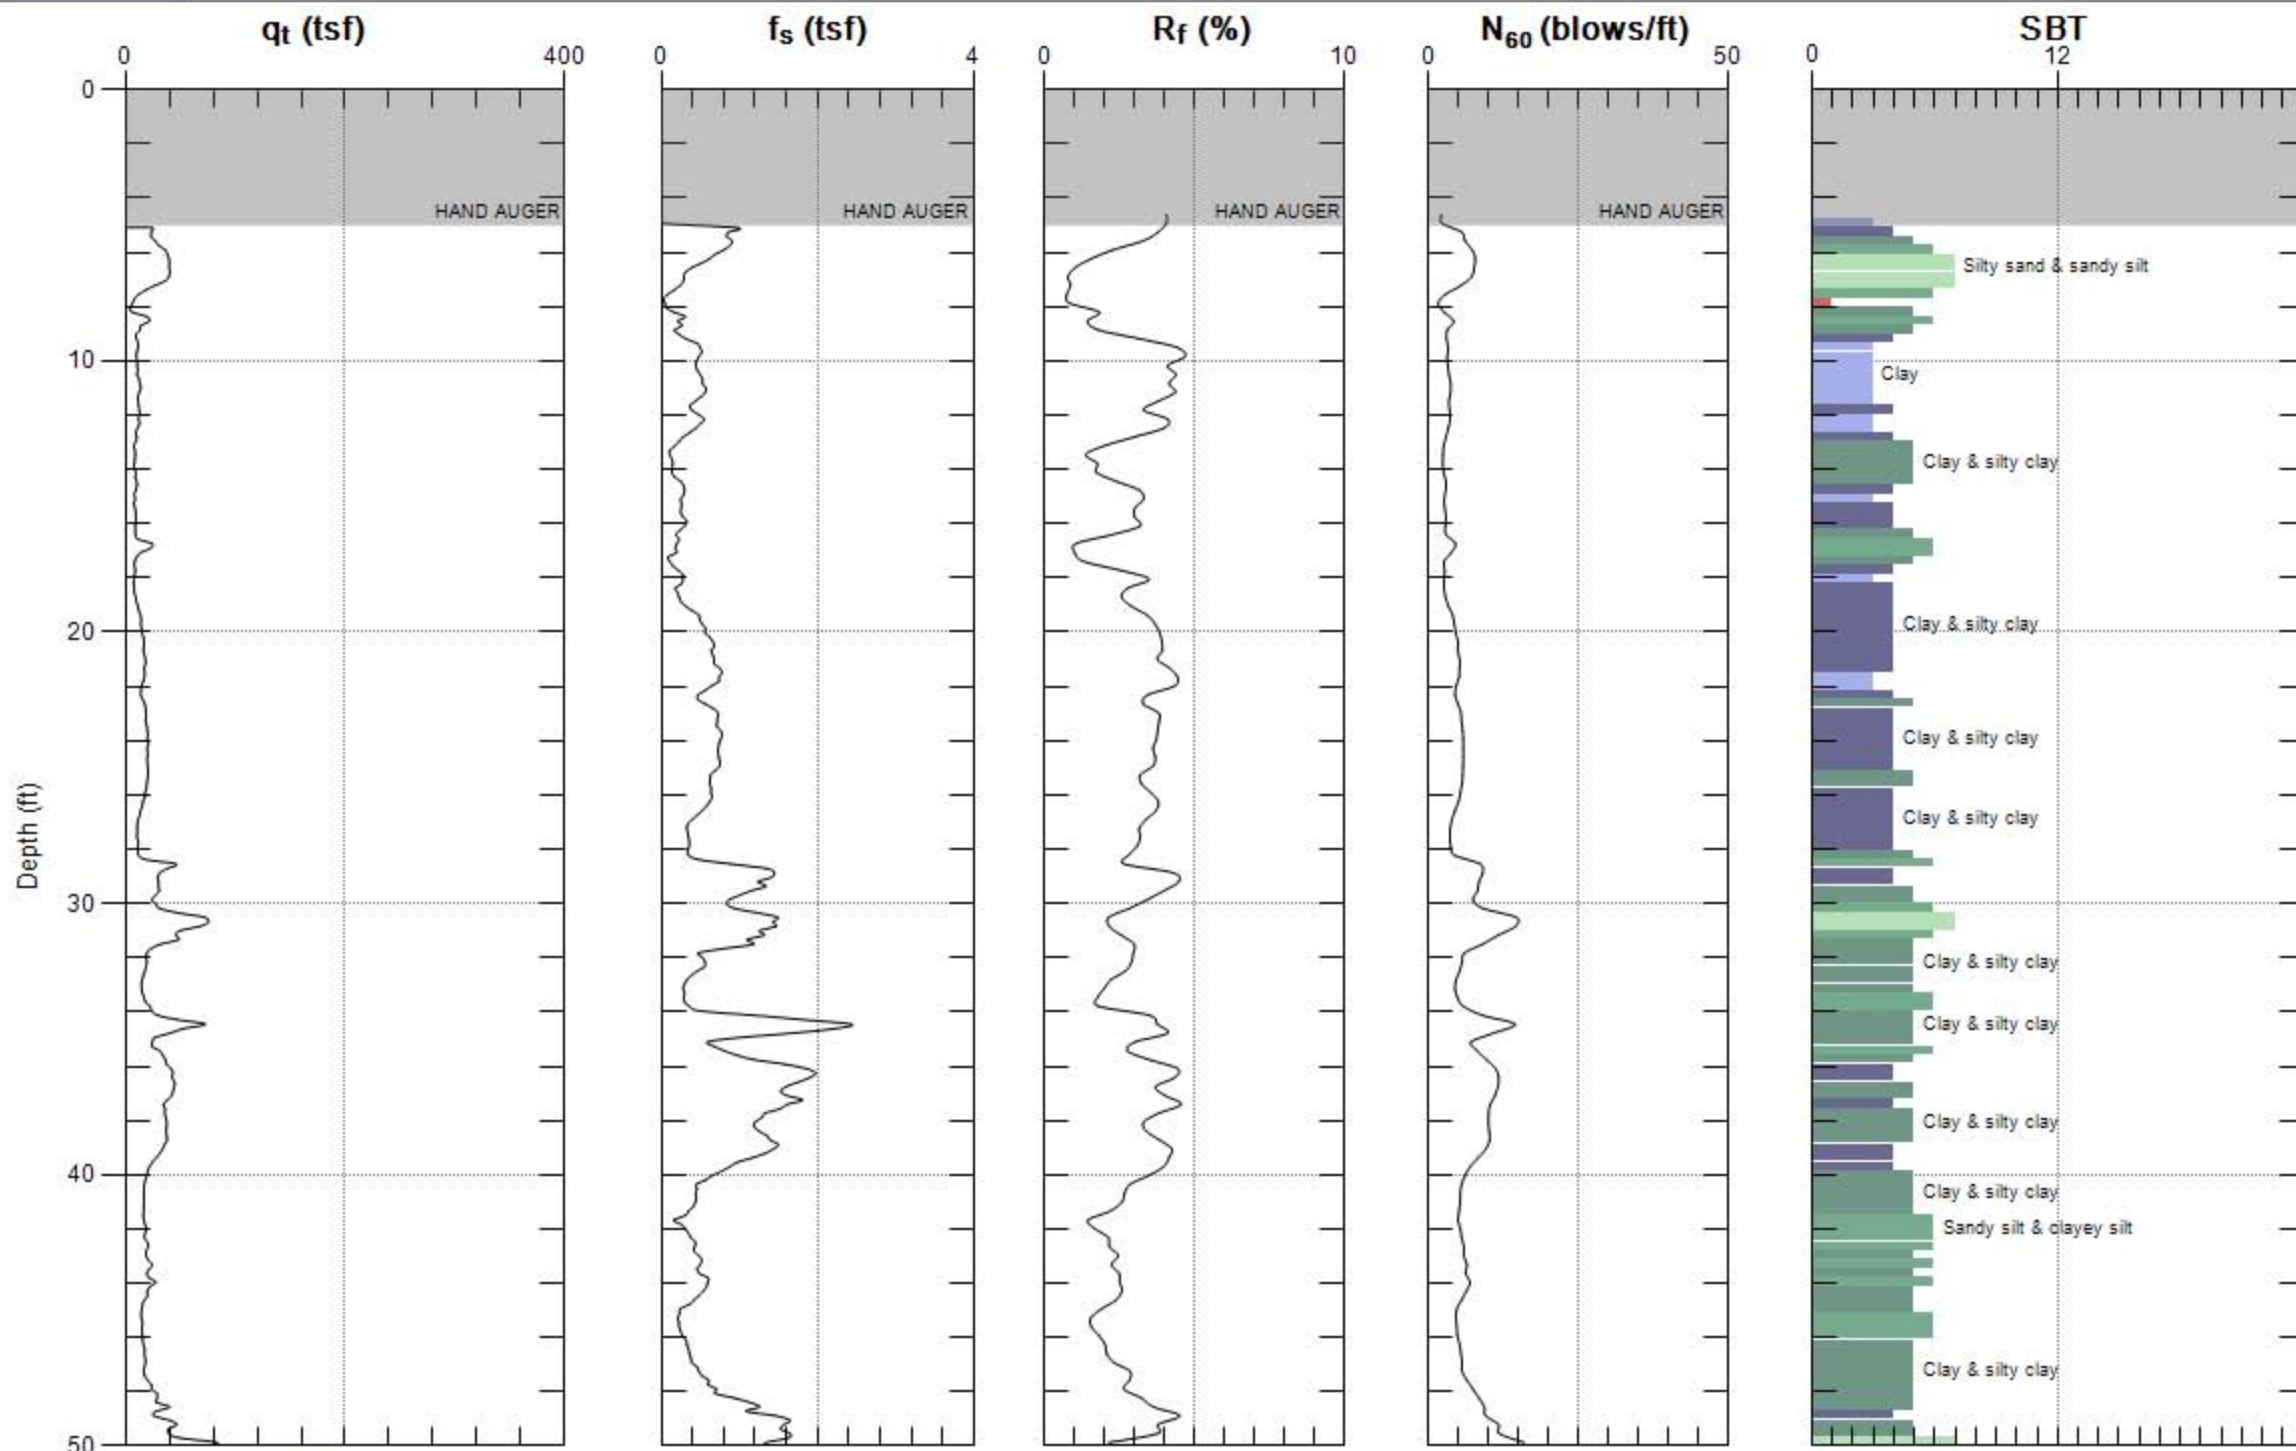 qt (tsf)
fs (tsf)
Rf (%)
N60 (blows/ft)
SBT
0 400
0 4
0 10
0 50
0 12
0
HAND AUGER
HAND AUGER
HAND AUGER
HAND AUGER
Silty sand & sandy silt
10
Clay
Clay & silty clay
20
Clay & silty clay
Clay & silty clay
Clay & silty clay
Depth (ft)
30
Clay & silty clay
Clay & silty clay
Clay & silty clay
40
Clay & silty clay
Sandy silt & clayey silt
Clay & silty clay
50